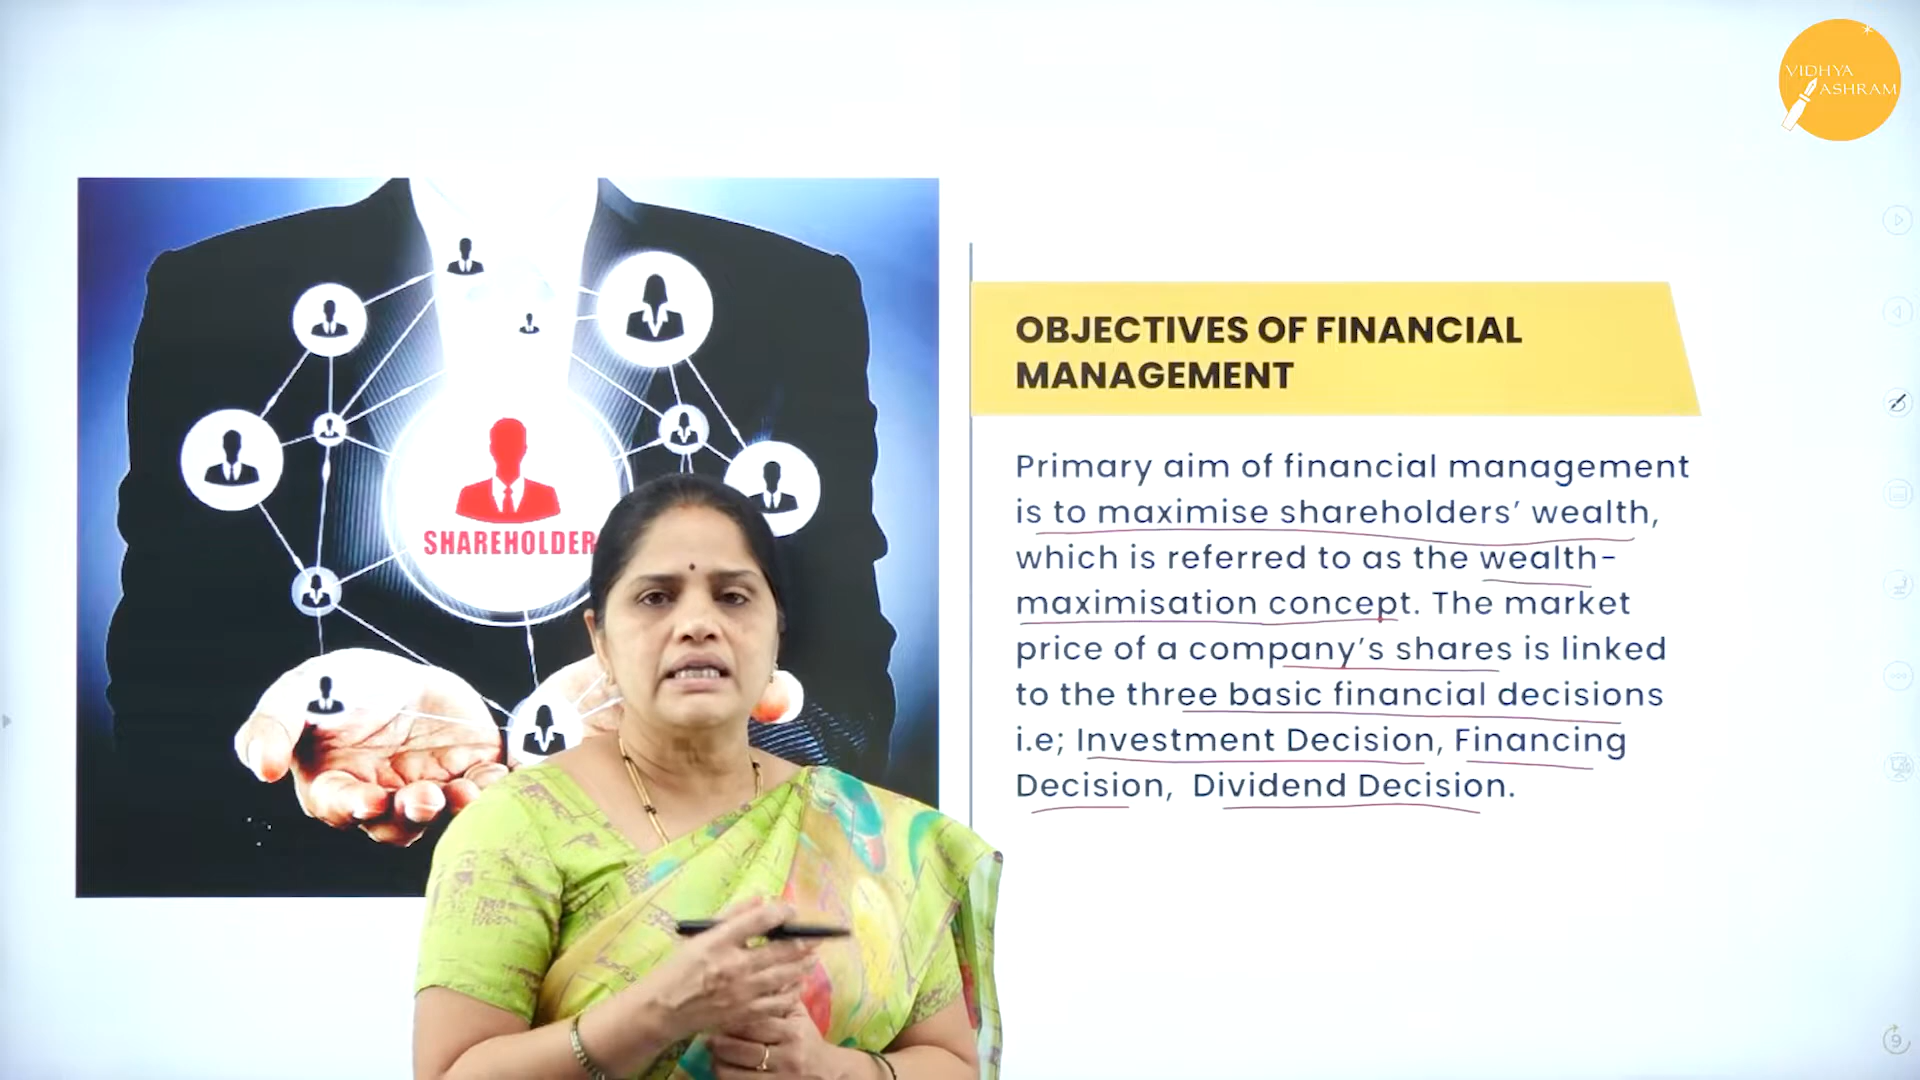 VIDHYA
ASHRAM
SHAREHOLDER
OBJECTIVES OF FINANCIAL
MANAGEMENT
Primary aim of financial management
is to maximise shareholders’ wealth,
which is referred to as the wealth-
maximisation concept. The market
price of a company’s shares is linked
to the three basic financial decisions
i.e; Investment Decision, Financing
Decision, Dividend Decision.
9